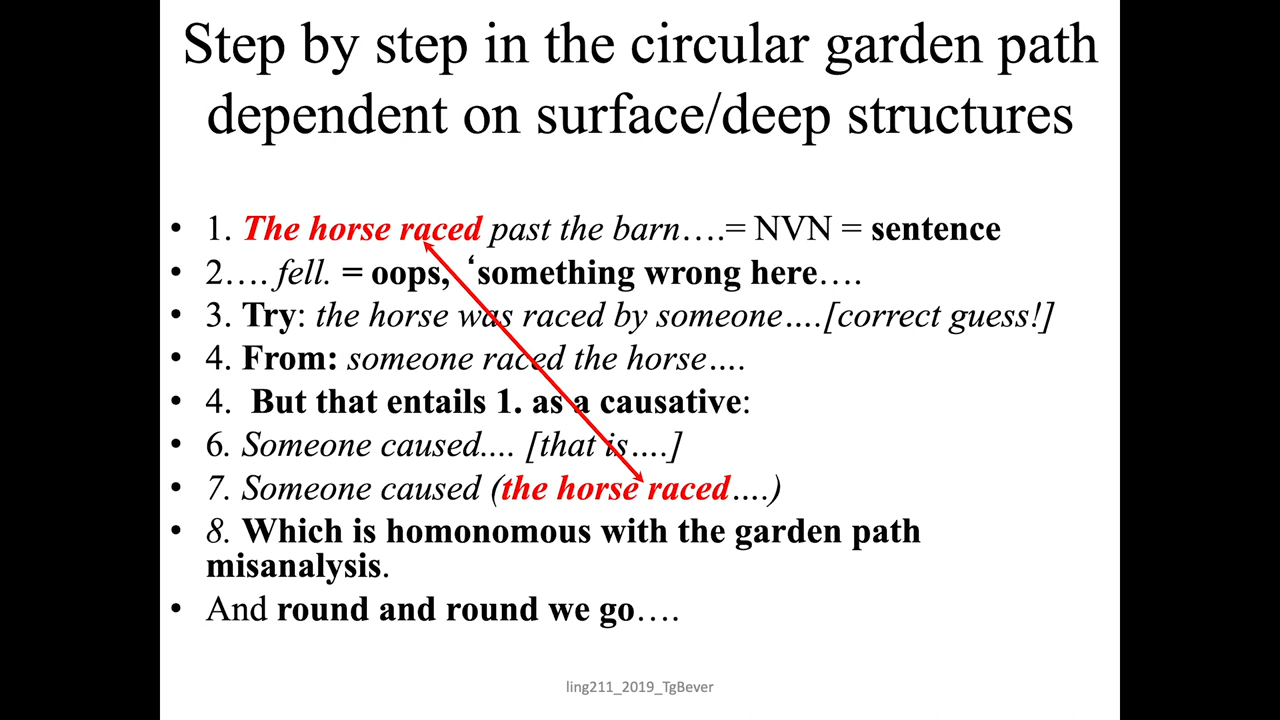 Step by step in the circular garden path
dependent on surface/deep structures
• 1. The horse raced past the barn….= NVN = sentence
• 2…. fell. = oops, ‘something wrong here….
• 3. Try: the horse was raced by someone….[correct guess!]
• 4. From: someone raced the horse….
• 4. But that entails 1. as a causative:
• 6. Someone caused.... [that is….]
• 7. Someone caused (the horse raced….)
• 8. Which is homonomous with the garden path
misanalysis.
• And round and round we go….
ling211_2019_TgBever